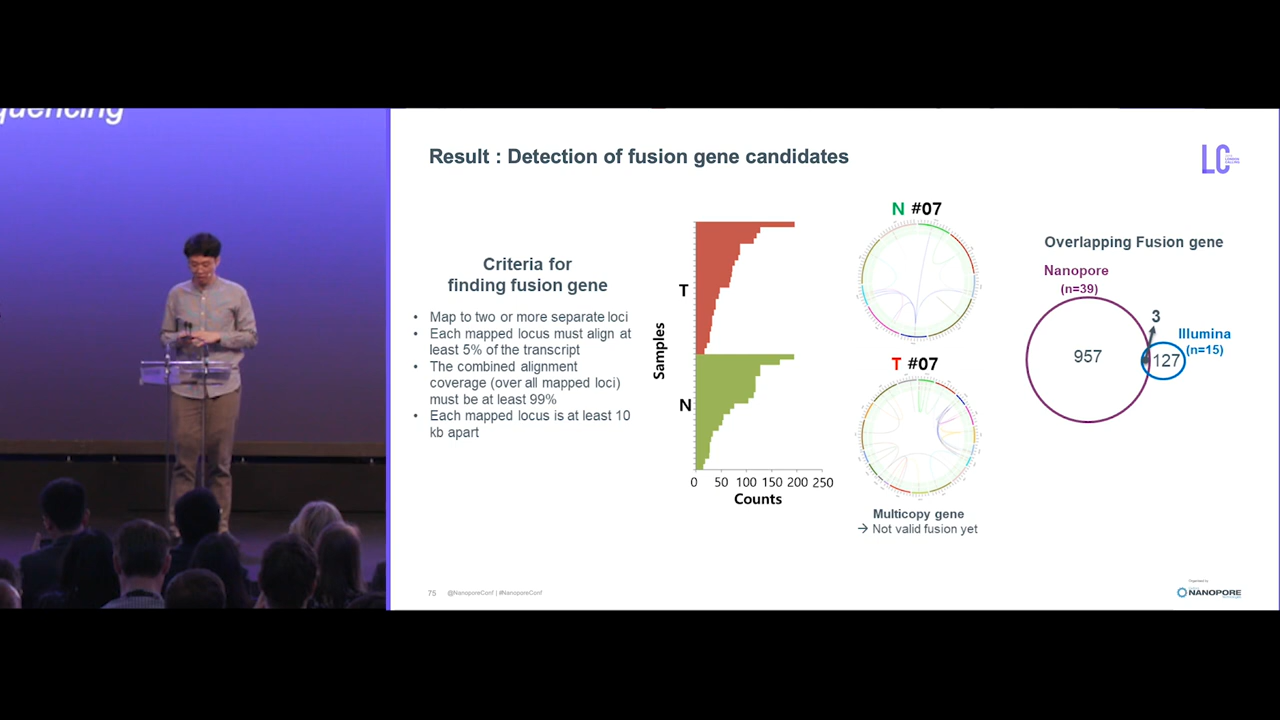 quencing
Result : Detection of fusion gene candidates
LC
Criteria for
finding fusion gene
• Map to two or more separate loci
• Each mapped locus must align at
least 5% of the transcript
• The combined alignment
coverage (over all mapped loci)
must be at least 99%
• Each mapped locus is at least 10
kb apart
Samples
T
N
0 50 100 150 200 250
Counts
N #07
T #07
Multicopy gene
→ Not valid fusion yet
Overlapping Fusion gene
Nanopore
(n=39)
3
Illumina
(n=15)
957
127
75 @NanoporeConf | #NanoporeConf
Organised by
NANOPORE